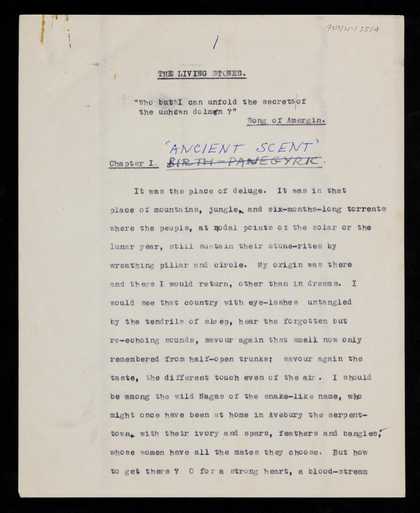 1
THE LIVING STONES.
"Who but I can unfold the secrets of
the unhewn dolmen ?"
Song of Amergin.
'ANCIENT SCENT'
Chapter I. BIRTH-PANEGYRIC.
It was the place of deluge. It was in that
place of mountains, jungle, and six-months-long torrents
where the people, at nodal points of the solar or the
lunar year, still sustain their stone-rites by
wreathing pillar and circle. My origin was there
and there I would return, other than in dreams. I
would see that country with eye-lashes untangled
by the tendrils of sleep, hear the forgotten but
re-echoing sounds, savour again that smell now only
remembered from half-open trunks; savour again the
taste, the different touch even of the air. I should
be among the wild Nagas of the snake-like name, who
might once have been at home in Avebury the serpent-
town, with their ivory and spears, feathers and bangles,
whose women have all the mates they choose. But how
to get there ? O for a strong heart, a blood-stream